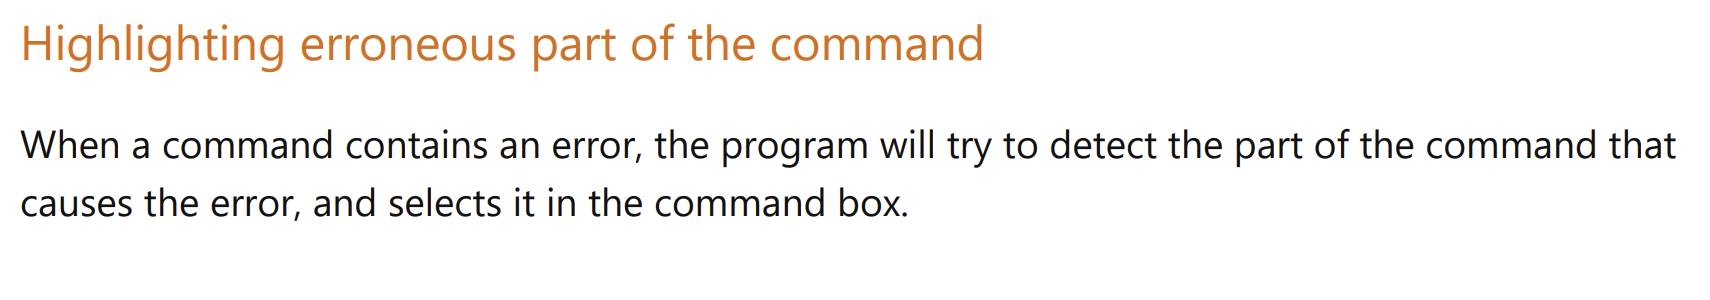 Highlighting erroneous part of the command
When a command contains an error, the program will try to detect the part of the command that
causes the error, and selects it in the command box.